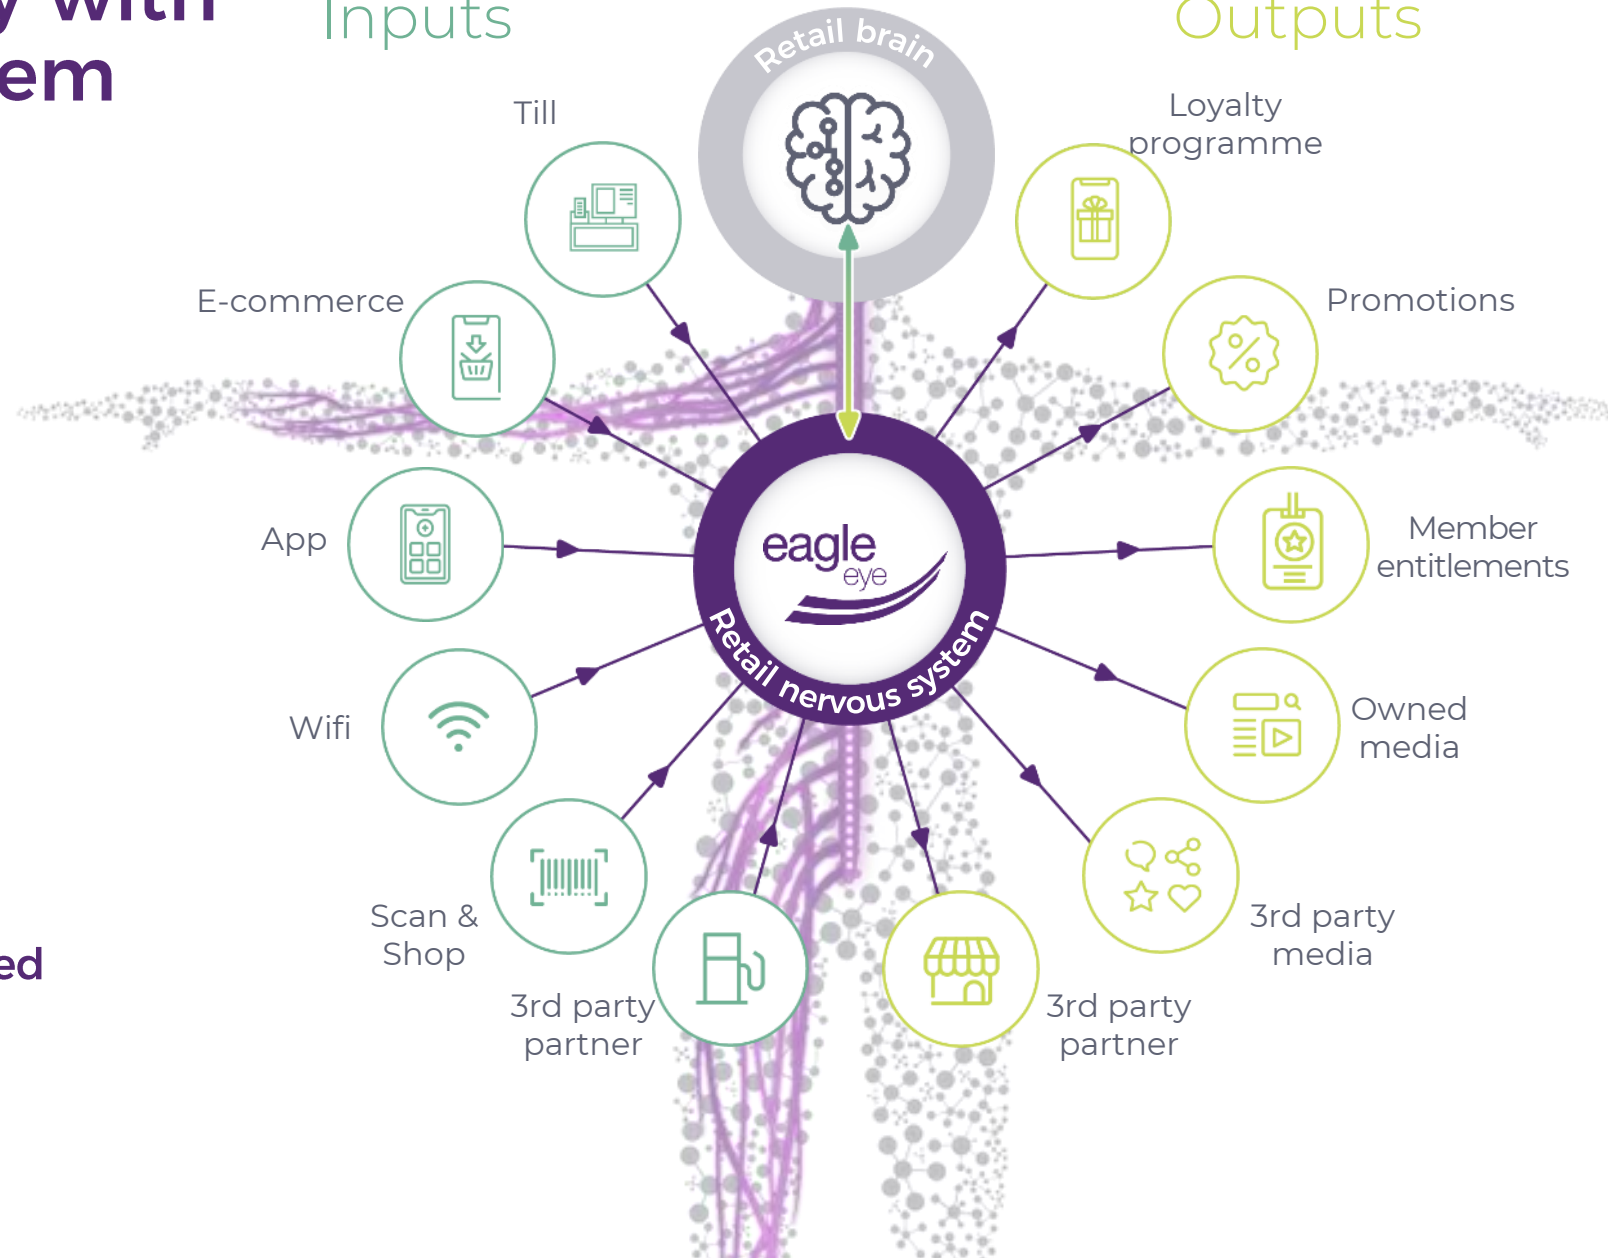 y with
em
Inputs
Outputs
Retail brain
Till
Loyalty
programme
E-commerce
Promotions
App
eagle
eye
Member
entitlements
Retail nervous system
Wifi
Owned
media
Scan &
Shop
3rd party
media
ed
3rd party
partner
3rd party
partner